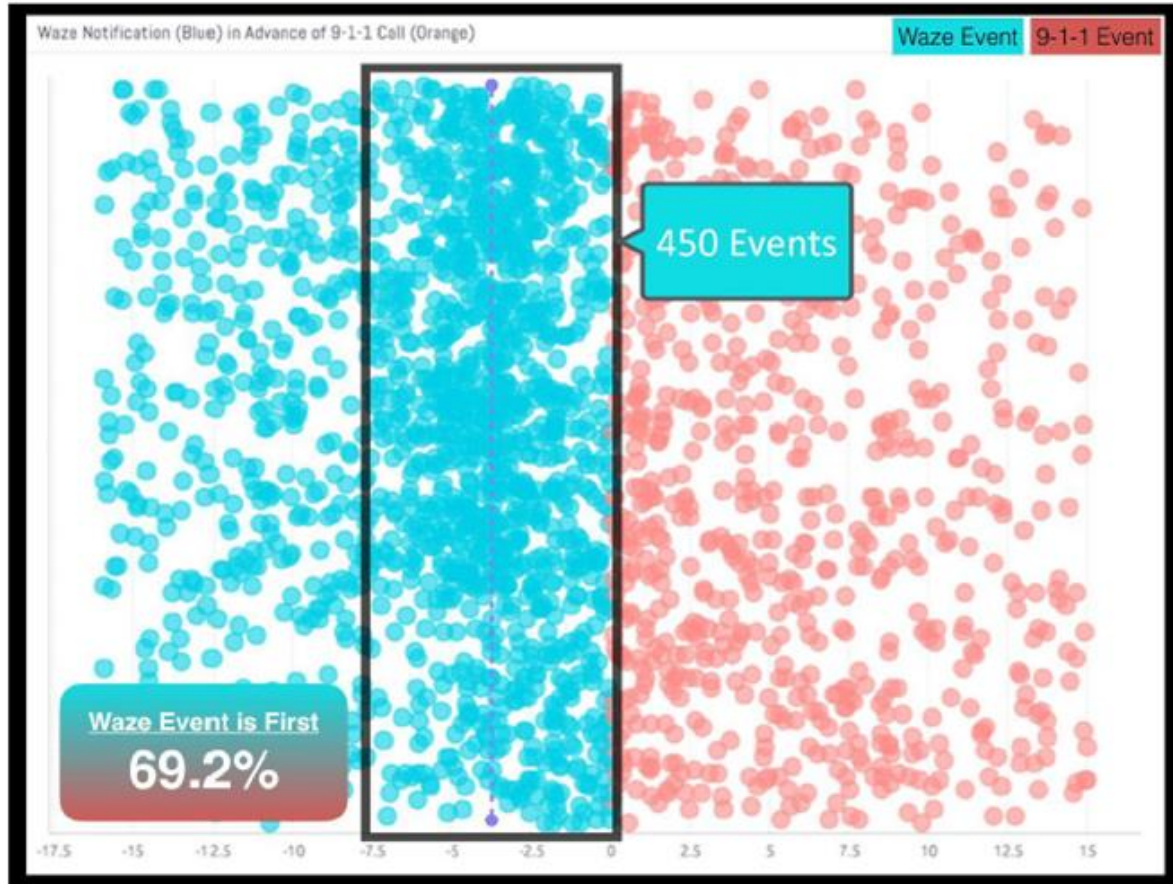 Waze Notification (Blue) in Advance of 9-1-1 Call (Orange)
Waze Event
9-1-1 Event
450 Events
Waze Event is First
69.2%
-17.5 -15 -12.5 -10 -7.5 -5 -2.5 0 2.5 5 7.5 10 12.5 15